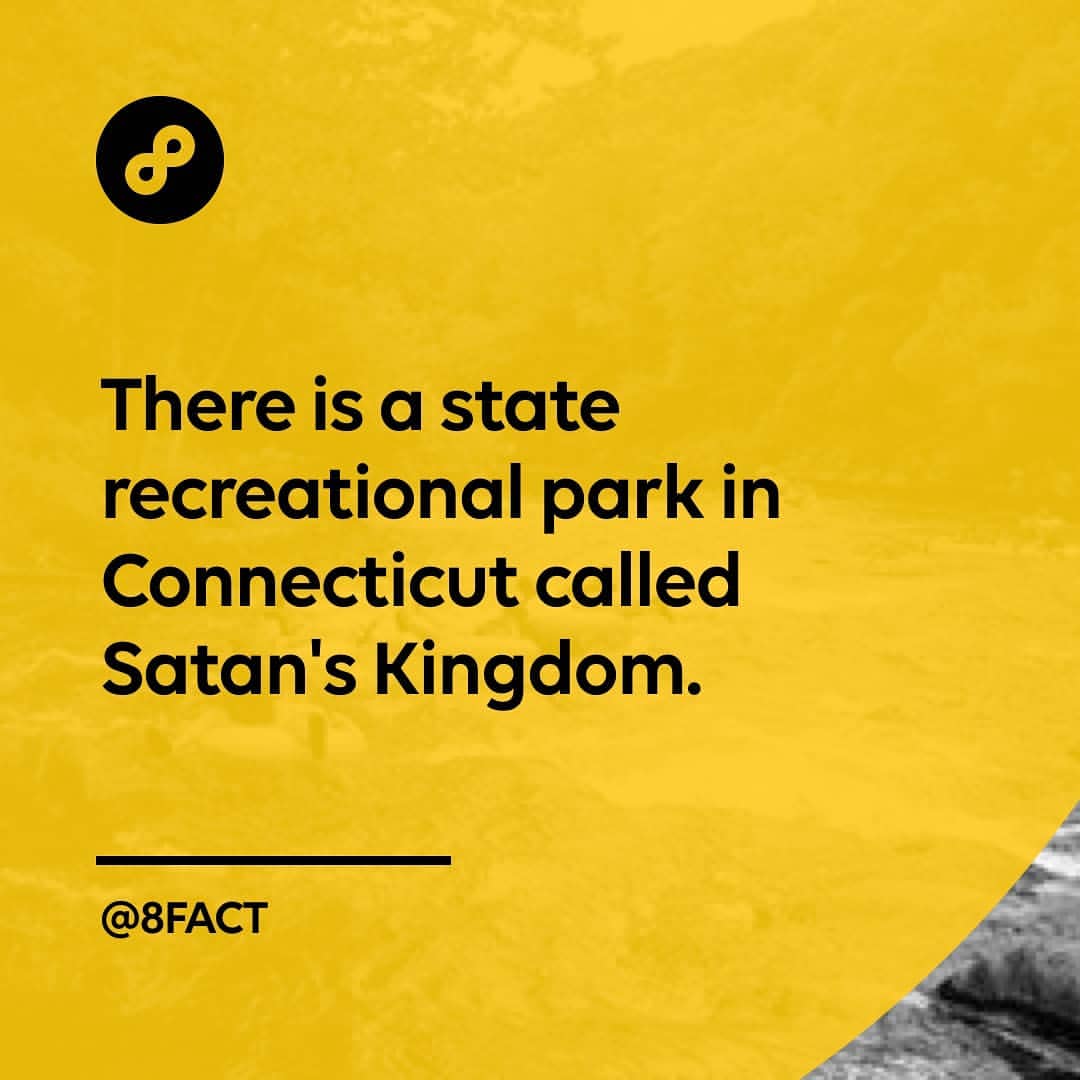 There is a state
recreational park in
Connecticut called
Satan's Kingdom.
@8FACT